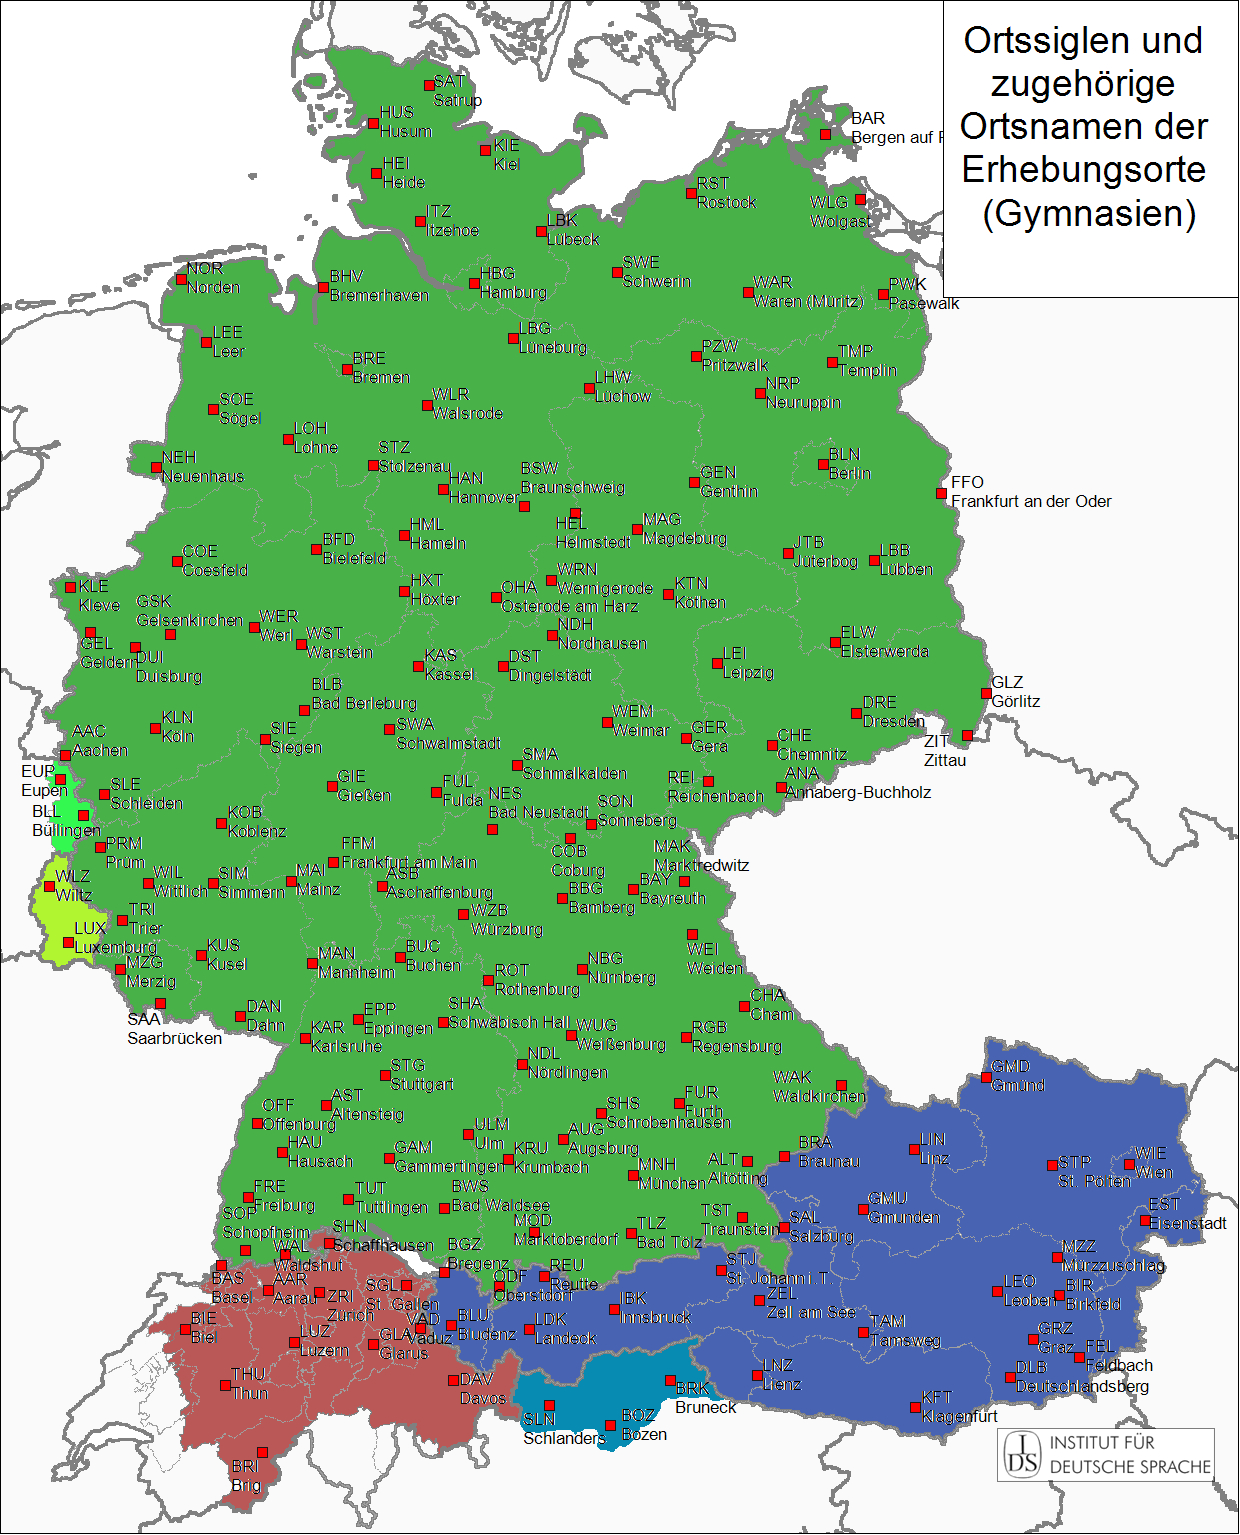 Ortssiglen und
zugehörige
Ortsnamen der
Erhebungsorte
(Gymnasien)
SAT
Satrup
HUS
Husum
KIE
Kiel
HEI
Heide
ITZ
Itzehoe
LBK
Lübeck
RST
Rostock
BAR
Bergen auf
WLG
Wolgast
NOR
Norden
BHV
Bremerhaven
HBG
Hamburg
SWE
Schwerin
WAR
Waren (Müritz)
PWK
Pasewalk
LEE
Leer
BRE
Bremen
LBG
Lüneburg
PZW
Pritzwalk
TMP
Templin
SOE
Sögel
WLR
Walsrode
LHW
Lüchow
NRP
Neuruppin
LOH
Lohne
STZ
Stolzenau
NEH
Neuenhaus
HAN
Hannover
BSW
Braunschweig
GEN
Genthin
BLN
Berlin
FFO
Frankfurt an der Oder
HML
Hameln
HEL
Helmstedt
MAG
Magdeburg
BFD
Bielefeld
COE
Coesfeld
JTB
Jüterbog
LBB
Lübben
KLE
Kleve
HXT
Höxter
OHA
Osterode am Harz
WRN
Wernigerode
KTN
Köthen
GSK
Gelsenkirchen
WER
Werl
GEL
Geldern
DUI
Duisburg
WST
Warstein
NDH
Nordhausen
ELW
Elsterwerda
KAS
Kassel
DST
Dingelstädt
LEI
Leipzig
BLB
Bad Berleburg
GLZ
Görlitz
KLN
Köln
SIE
Siegen
SWA
Schwalmstadt
WEM
Weimar
GER
Gera
DRE
Dresden
CHE
Chemnitz
ZIT
Zittau
AAC
Aachen
EUP
Eupen
SLE
Schleiden
GIE
Gießen
FUL
Fulda
SMA
Schmalkalden
REI
Reichenbach
ANA
Annaberg-Buchholz
BLL
Büllingen
KOB
Koblenz
NES
Bad Neustadt
SON
Sonneberg
PRM
Prüm
FFM
Frankfurt am Main
COB
Coburg
MAK
Marktredwitz
WLZ
Wiltz
WIL
Wittlich
SIM
Simmern
MAI
Mainz
ASB
Aschaffenburg
BBG
Bamberg
BAY
Bayreuth
TRI
Trier
WZB
Würzburg
LUX
Luxemburg
MZG
Merzig
KUS
Kusel
MAN
Mannheim
BUC
Buchen
ROT
Rothenburg
NBG
Nürnberg
WEI
Weiden
SAA
Saarbrücken
DAN
Dahn
KAR
Karlsruhe
EPP
Eppingen
SHA
Schwäbisch Hall
WUG
Weißenburg
CHA
Cham
RGB
Regensburg
STG
Stuttgart
NDL
Nördlingen
WAK
Waldkirchen
GMD
Gmünd
OFF
Offenburg
AST
Altensteig
SHS
Schrobenhausen
FUR
Furth
HAU
Hausach
ULM
Ulm
AUG
Augsburg
GAM
Gammertingen
KRU
Krumbach
MNH
München
ALT
Altötting
BRA
Braunau
LIN
Linz
STP
St. Pölten
WIE
Wien
FRE
Freiburg
TUT
Tuttlingen
BWS
Bad Waldsee
MOD
Marktoberdorf
TLZ
Bad Tölz
TST
Traunstein
SAL
Salzburg
GMU
Gmunden
EST
Eisenstadt
SOP
Schopfheim
WAL
Waldshut
SHN
Schaffhausen
BGZ
Bregenz
ODF
Oberstdorf
REU
Reutte
STJ
St. Johann i. T.
MZZ
Mürzzuschlag
BAS
Basel
AAR
Aarau
ZRI
Zürich
SGL
St. Gallen
VAD
Vaduz
BLU
Bludenz
LDK
Landeck
IBK
Innsbruck
ZEL
Zell am See
LEO
Leoben
BIR
Birkfeld
BIE
Biel
LUZ
Luzern
GLA
Glarus
TAM
Tamsweg
GRZ
Graz
FEL
Feldbach
THU
Thun
DAV
Davos
BRK
Bruneck
LNZ
Lienz
DLB
Deutschlandsberg
SLN
Schlanders
BOZ
Bozen
KFT
Klagenfurt
BRI
Brig
IDS
INSTITUT FÜR
DEUTSCHE SPRACHE